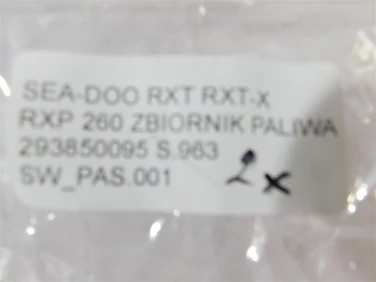 SEA-DOO RXT RXT-X
RXP 260 ZBIORNIK PALIWA
293850095 S.963
SW_PAS.001 2x